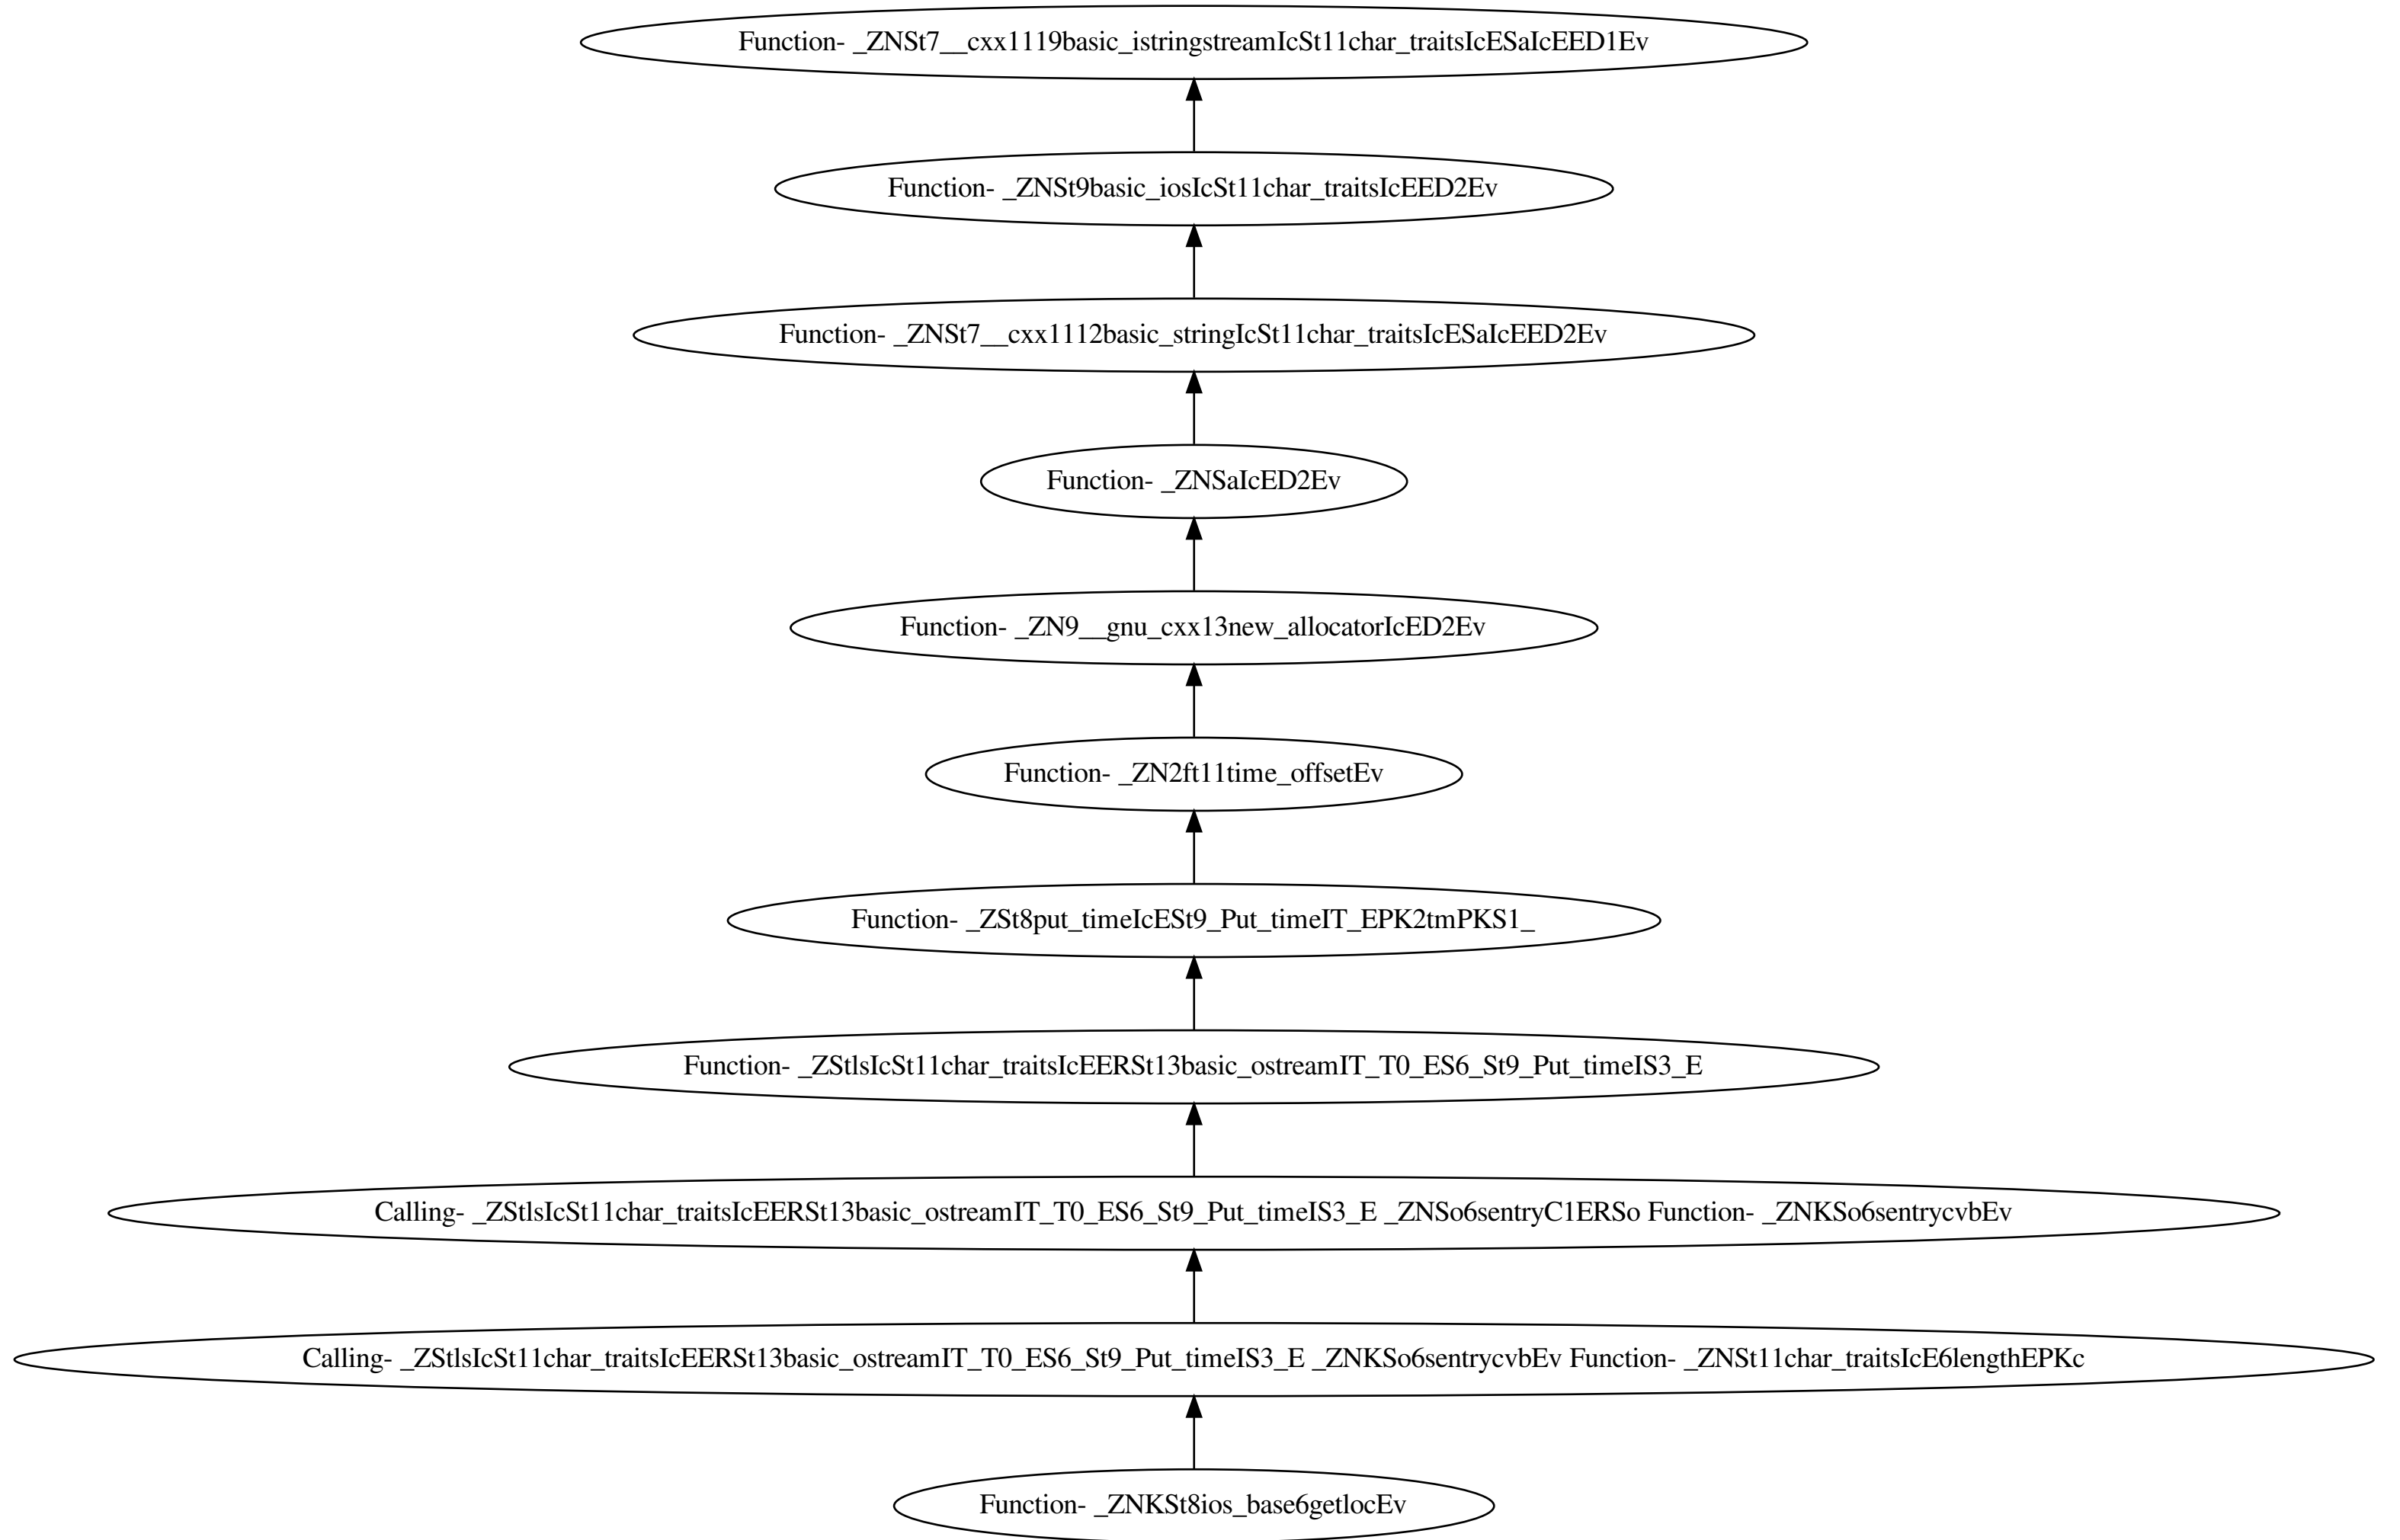 Function- _ZNSt7__cxx1119basic_istringstreamIcSt11char_traitsIcESaIcEED1Ev
Function- _ZNSt9basic_iosIcSt11char_traitsIcEED2Ev
Function- _ZNSt7__cxx1112basic_stringIcSt11char_traitsIcESaIcEED2Ev
Function- _ZNSaIcED2Ev
Function- _ZN9__gnu_cxx13new_allocatorIcED2Ev
Function- _ZN2ft11time_offsetEv
Function- _ZSt8put_timeIcESt9_Put_timeIT_EPK2tmPKS1_
Function- _ZStlsIcSt11char_traitsIcEERSt13basic_ostreamIT_T0_ES6_St9_Put_timeIS3_E
Calling- _ZStlsIcSt11char_traitsIcEERSt13basic_ostreamIT_T0_ES6_St9_Put_timeIS3_E _ZNSo6sentryC1ERSo Function- _ZNKSo6sentrycvbEv
Calling- _ZStlsIcSt11char_traitsIcEERSt13basic_ostreamIT_T0_ES6_St9_Put_timeIS3_E _ZNKSo6sentrycvbEv Function- _ZNSt11char_traitsIcE6lengthEPKc
Function- _ZNKSt8ios_base6getlocEv